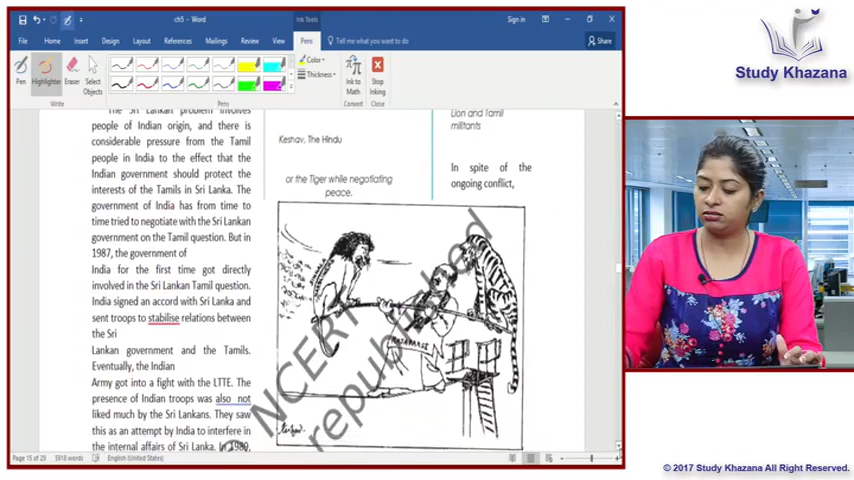 ch5 - Word
Ink Tools
Sign in
File
Home
Insert
Design
Layout
References
Mailings
Review
View
Pens
Tell me what you want to do
Share
Pen
Highlighter
Eraser
Select
Objects
Color
Thickness
Ink to
Math
Stop
Inking
Write
Pens
Convert
Close
The Sri Lankan problem involves
people of Indian origin, and there is
considerable pressure from the Tamil
people in India to the effect that the
Indian government should protect the
interests of the Tamils in Sri Lanka. The
government of India has from time to
time tried to negotiate with the Sri Lankan
government on the Tamil question. But in
1987, the government of
India for the first time got directly
involved in the Sri Lankan Tamil question.
India signed an accord with Sri Lanka and
sent troops to stabilise relations between
the Sri
Lankan government and the Tamils.
Eventually, the Indian
Army got into a fight with the LTTE. The
presence of Indian troops was also not
liked much by the Sri Lankans. They saw
this as an attempt by India to interfere in
the internal affairs of Sri Lanka. In 1989,
Keshav, The Hindu
or the Tiger while negotiating
peace.
Lion and Tamil
militants
In spite of the
ongoing conflict,
RAJAPAKSE
Keshav
© NCERT
republished
Page 15 of 29
5918 words
English (United States)
Study Khazana
© 2017 Study Khazana All Right Reserved.